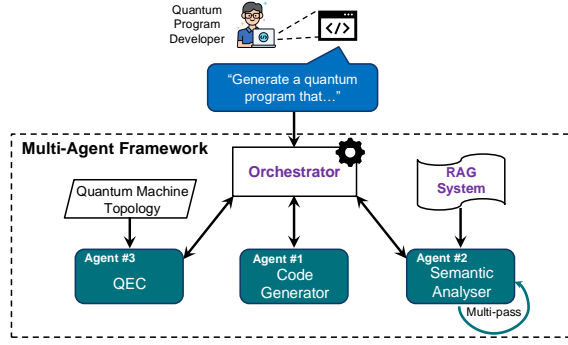 Quantum
Program
Developer
</>
</>
“Generate a quantum
program that…”
Multi-Agent Framework
Orchestrator
RAG
System
Quantum Machine
Topology
Agent #3
QEC
Agent #1
Code
Generator
Agent #2
Semantic
Analyser
Multi-pass